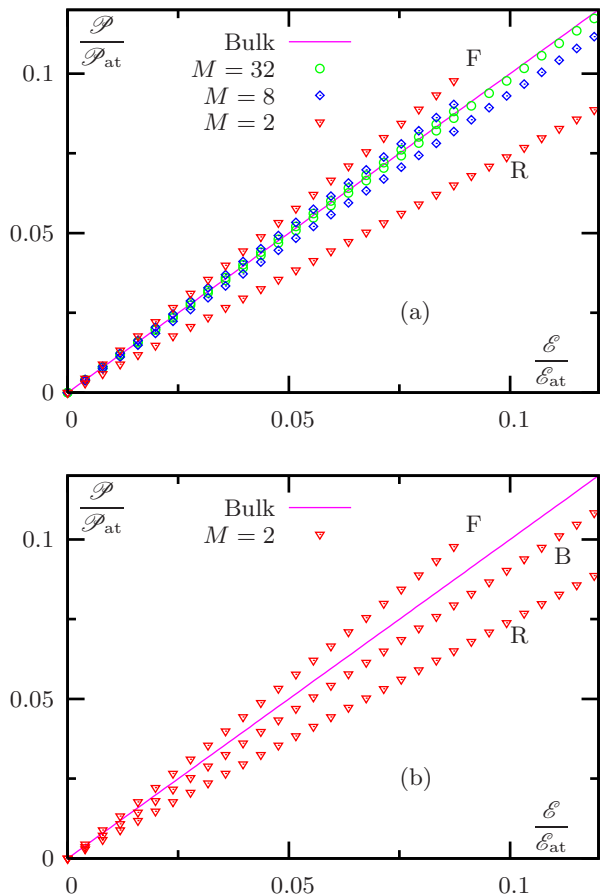 𝒫
𝒫at
0.1
0.05
0
Bulk
M = 32
M = 8
M = 2
F
R
(a)
ℰ
ℰat
0
0.05
0.1
𝒫
𝒫at
0.1
0.05
0
Bulk
M = 2
F
B
R
(b)
ℰ
ℰat
0
0.05
0.1